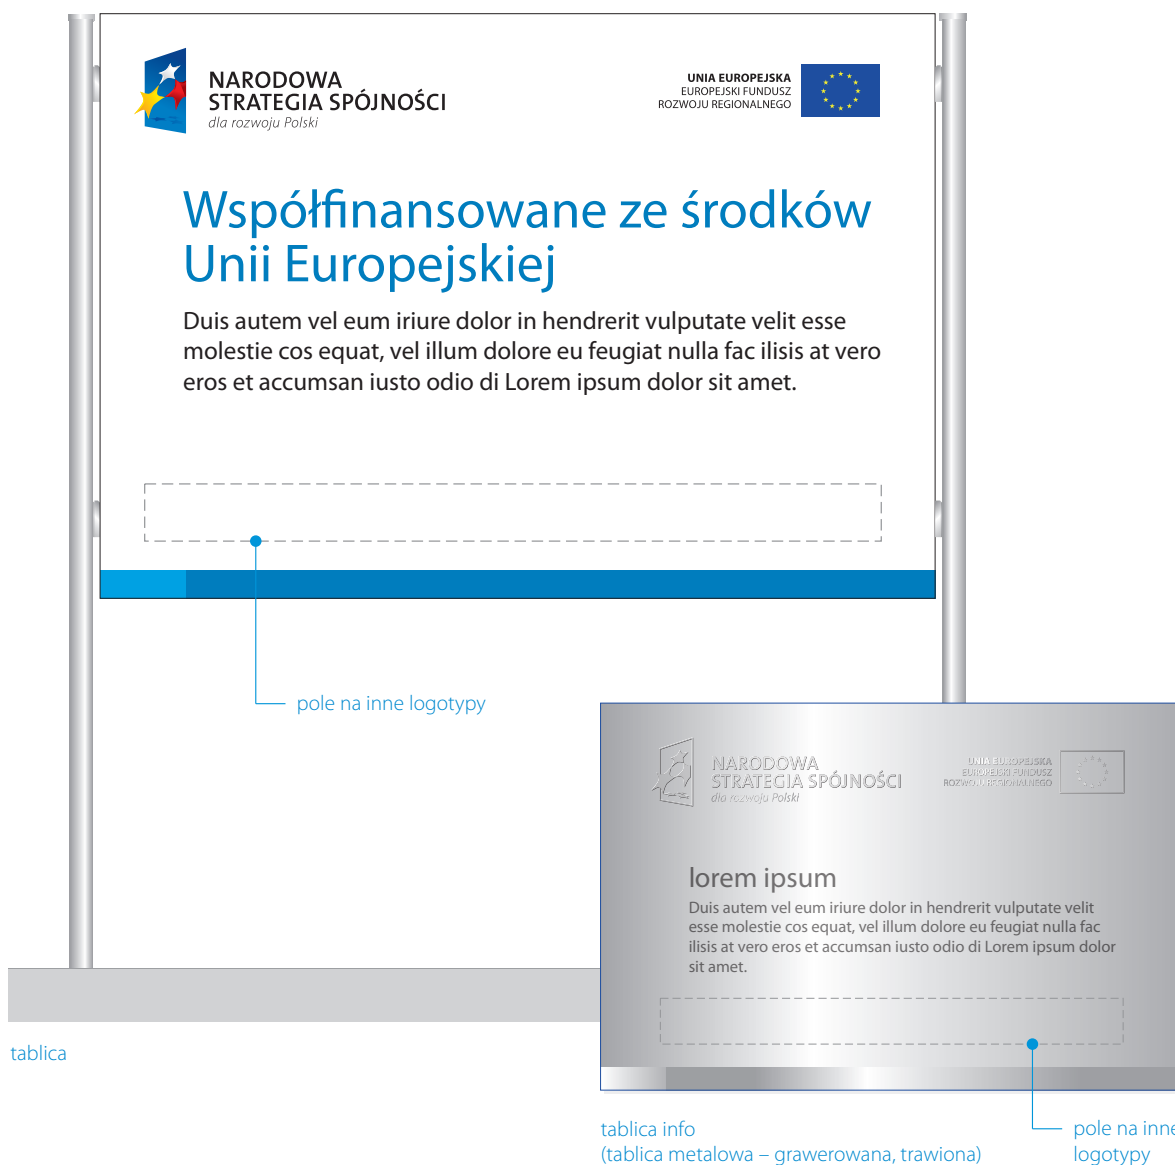 NARODOWA
STRATEGIA SPÓJNOŚCI
dla rozwoju Polski
UNIA EUROPEJSKA
EUROPEJSKI FUNDUSZ
ROZWOJU REGIONALNEGO
Współfinansowane ze środków
Unii Europejskiej
Duis autem vel eum iriure dolor in hendrerit vulputate velit esse
molestie cos equat, vel illum dolore eu feugiat nulla fac ilisis at vero
eros et accumsan iusto odio di Lorem ipsum dolor sit amet.
pole na inne logotypy
NARODOWA
STRATEGIA SPÓJNOŚCI
dla rozwoju Polski
UNIA EUROPEJSKA
EUROPEJSKI FUNDUSZ
ROZWOJU REGIONALNEGO
lorem ipsum
Duis autem vel eum iriure dolor in hendrerit vulputate velit
esse molestie cos equat, vel illum dolore eu feugiat nulla fac
ilisis at vero eros et accumsan iusto odio di Lorem ipsum dolor
sit amet.
tablica
tablica info
(tablica metalowa – grawerowana, trawiona)
pole na inne
logotypy